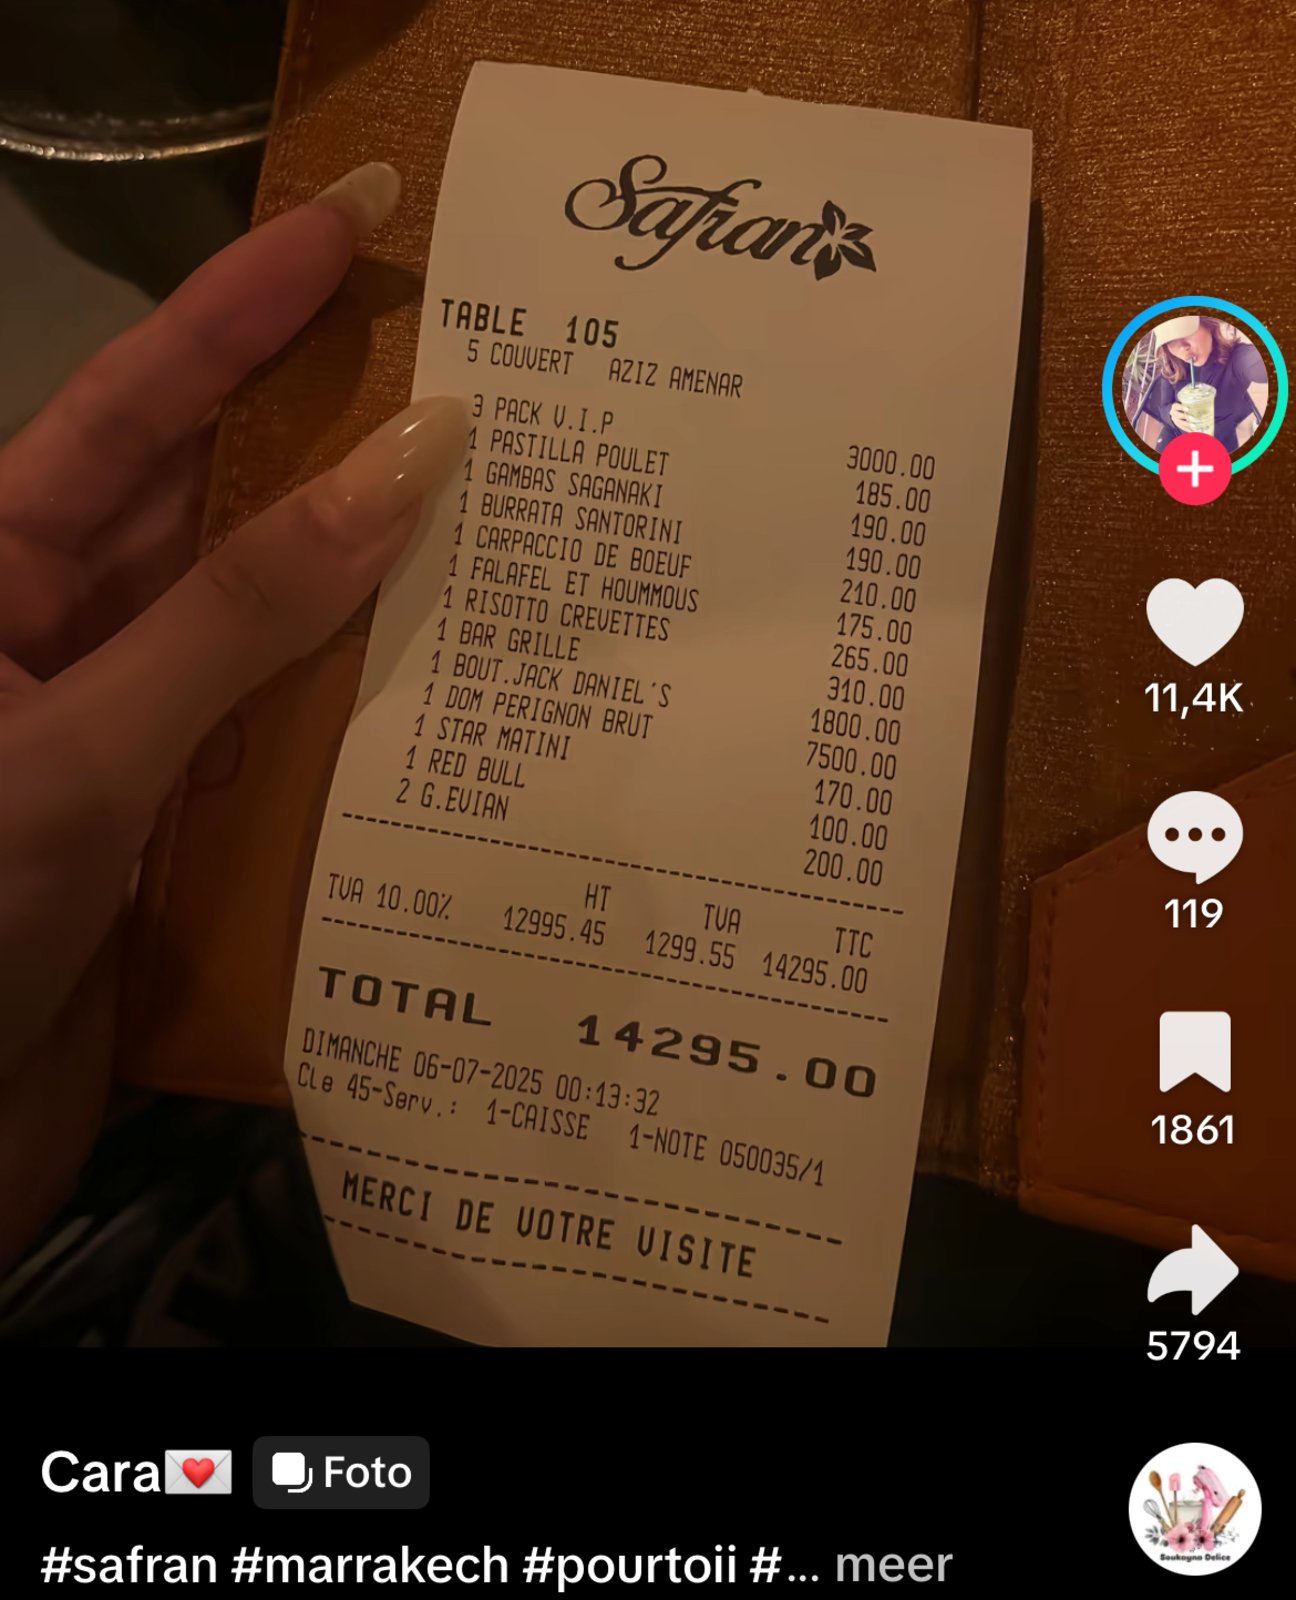 Safran
TABLE 105
5 COUVERT AZIZ AMENAR
3 PACK V.I.P 3000.00
1 PASTILLA POULET 185.00
1 GAMBAS SAGANAKI 190.00
1 BURRATA SANTORINI 190.00
1 CARPACCIO DE BOEUF 210.00
1 FALAFEL ET HOUMMOUS 175.00
1 RISOTTO CREVETTES 265.00
1 BAR GRILLE 310.00
1 BOUT.JACK DANIEL'S 1800.00
1 DOM PERIGNON BRUT 7500.00
1 STAR MATINI 170.00
1 RED BULL 100.00
2 G.EVIAN 200.00
HT TVA TTC
TVA 10.00% 12995.45 1299.55 14295.00
TOTAL 14295.00
DIMANCHE 06-07-2025 00:13:32
Cle 45-Serv.: 1-CAISSE 1-NOTE 050035/1
MERCI DE VOTRE VISITE
11,4K
119
1861
5794
Cara💌 Foto
#safran #marrakech #pourtoii #... meer
Soukayna Delice